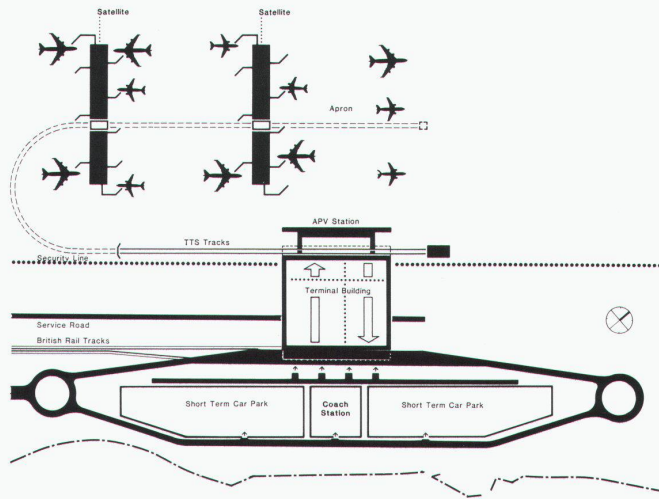 Satellite
Satellite
Apron
APV Station
TTS Tracks
Security Line
Terminal Building
Service Road
British Rail Tracks
Short Term Car Park
Coach
Station
Short Term Car Park